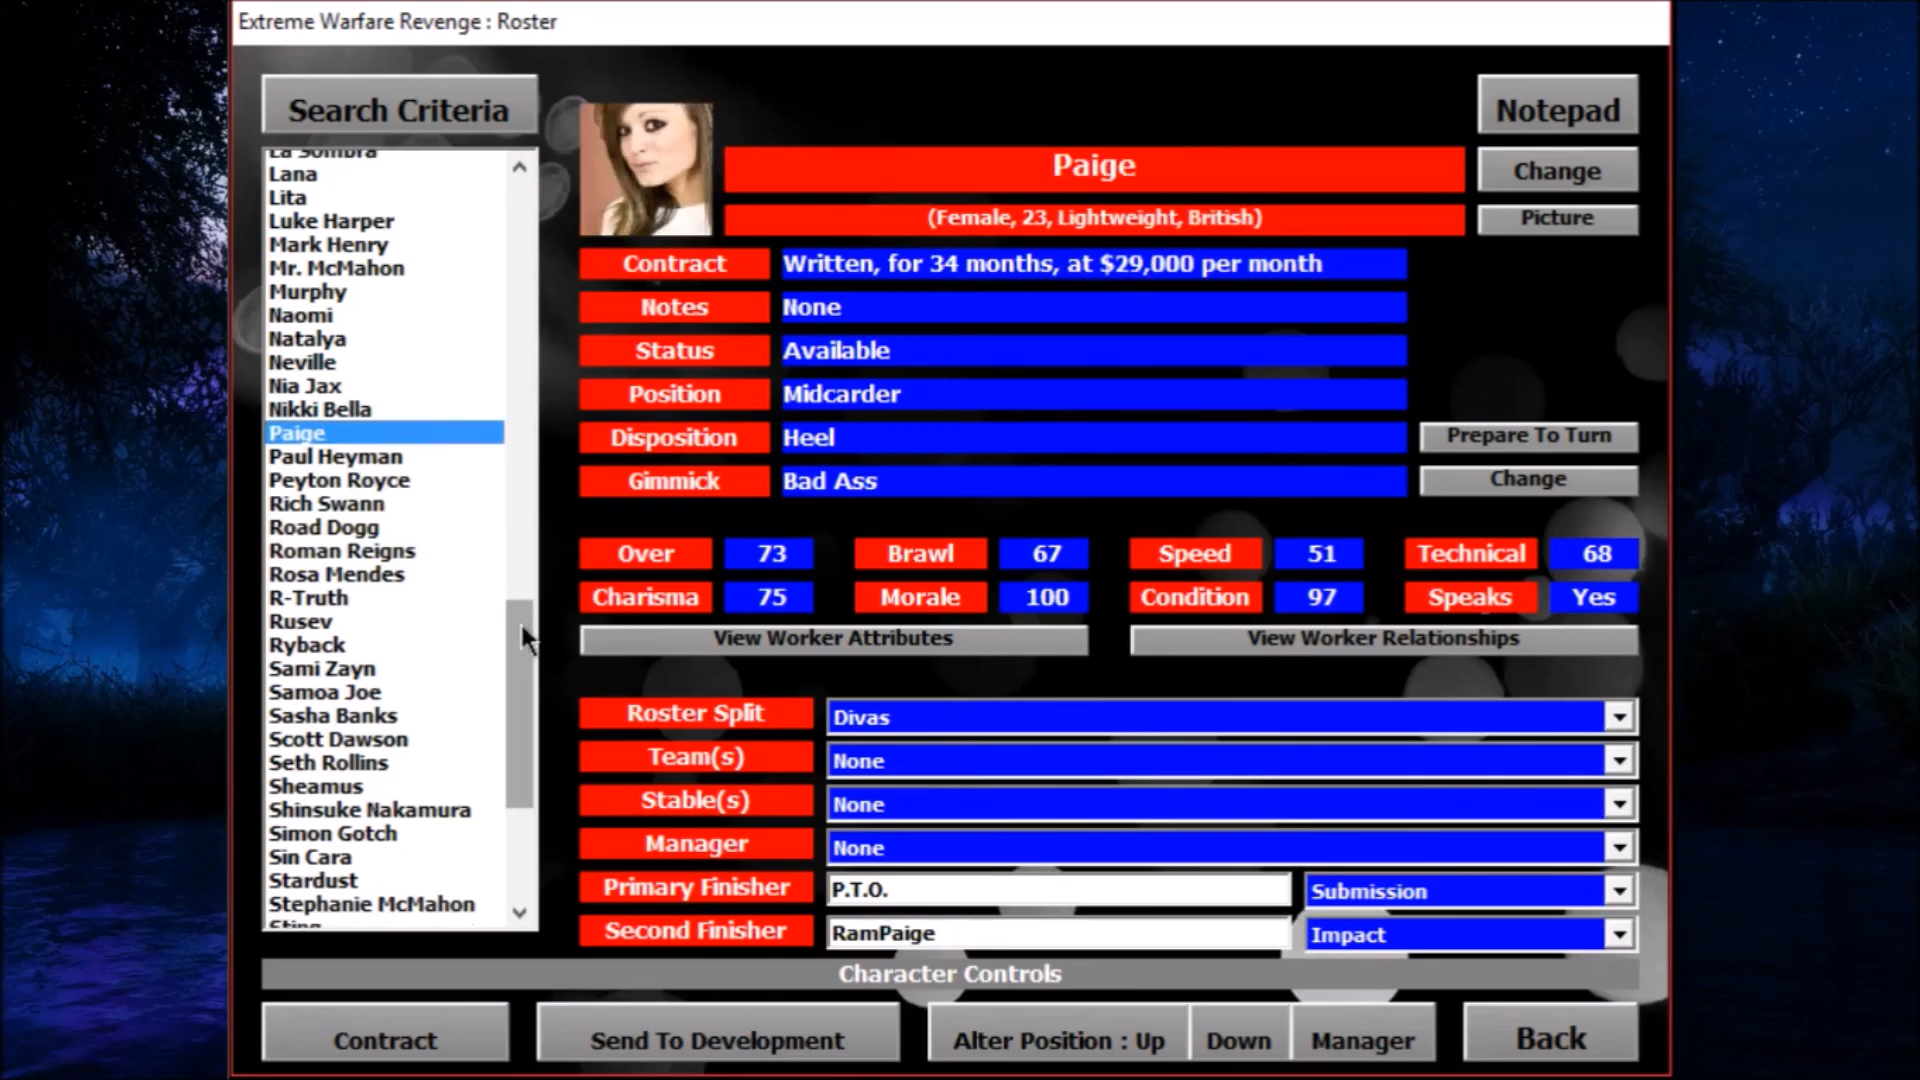 Extreme Warfare Revenge : Roster
Search Criteria
Notepad
La Sombra
Lana
Lita
Luke Harper
Mark Henry
Mr. McMahon
Murphy
Naomi
Natalya
Neville
Nia Jax
Nikki Bella
Paige
Paul Heyman
Peyton Royce
Rich Swann
Road Dogg
Roman Reigns
Rosa Mendes
R-Truth
Rusev
Ryback
Sami Zayn
Samoa Joe
Sasha Banks
Scott Dawson
Seth Rollins
Sheamus
Shinsuke Nakamura
Simon Gotch
Sin Cara
Stardust
Stephanie McMahon
Sting
Paige
Change
(Female, 23, Lightweight, British)
Picture
Contract Written, for 34 months, at $29,000 per month
Notes None
Status Available
Position Midcarder
Disposition Heel Prepare To Turn
Gimmick Bad Ass Change
Over 73 Brawl 67 Speed 51 Technical 68
Charisma 75 Morale 100 Condition 97 Speaks Yes
View Worker Attributes View Worker Relationships
Roster Split Divas
Team(s) None
Stable(s) None
Manager None
Primary Finisher P.T.O. Submission
Second Finisher RamPaige Impact
Character Controls
Contract Send To Development Alter Position : Up Down Manager Back